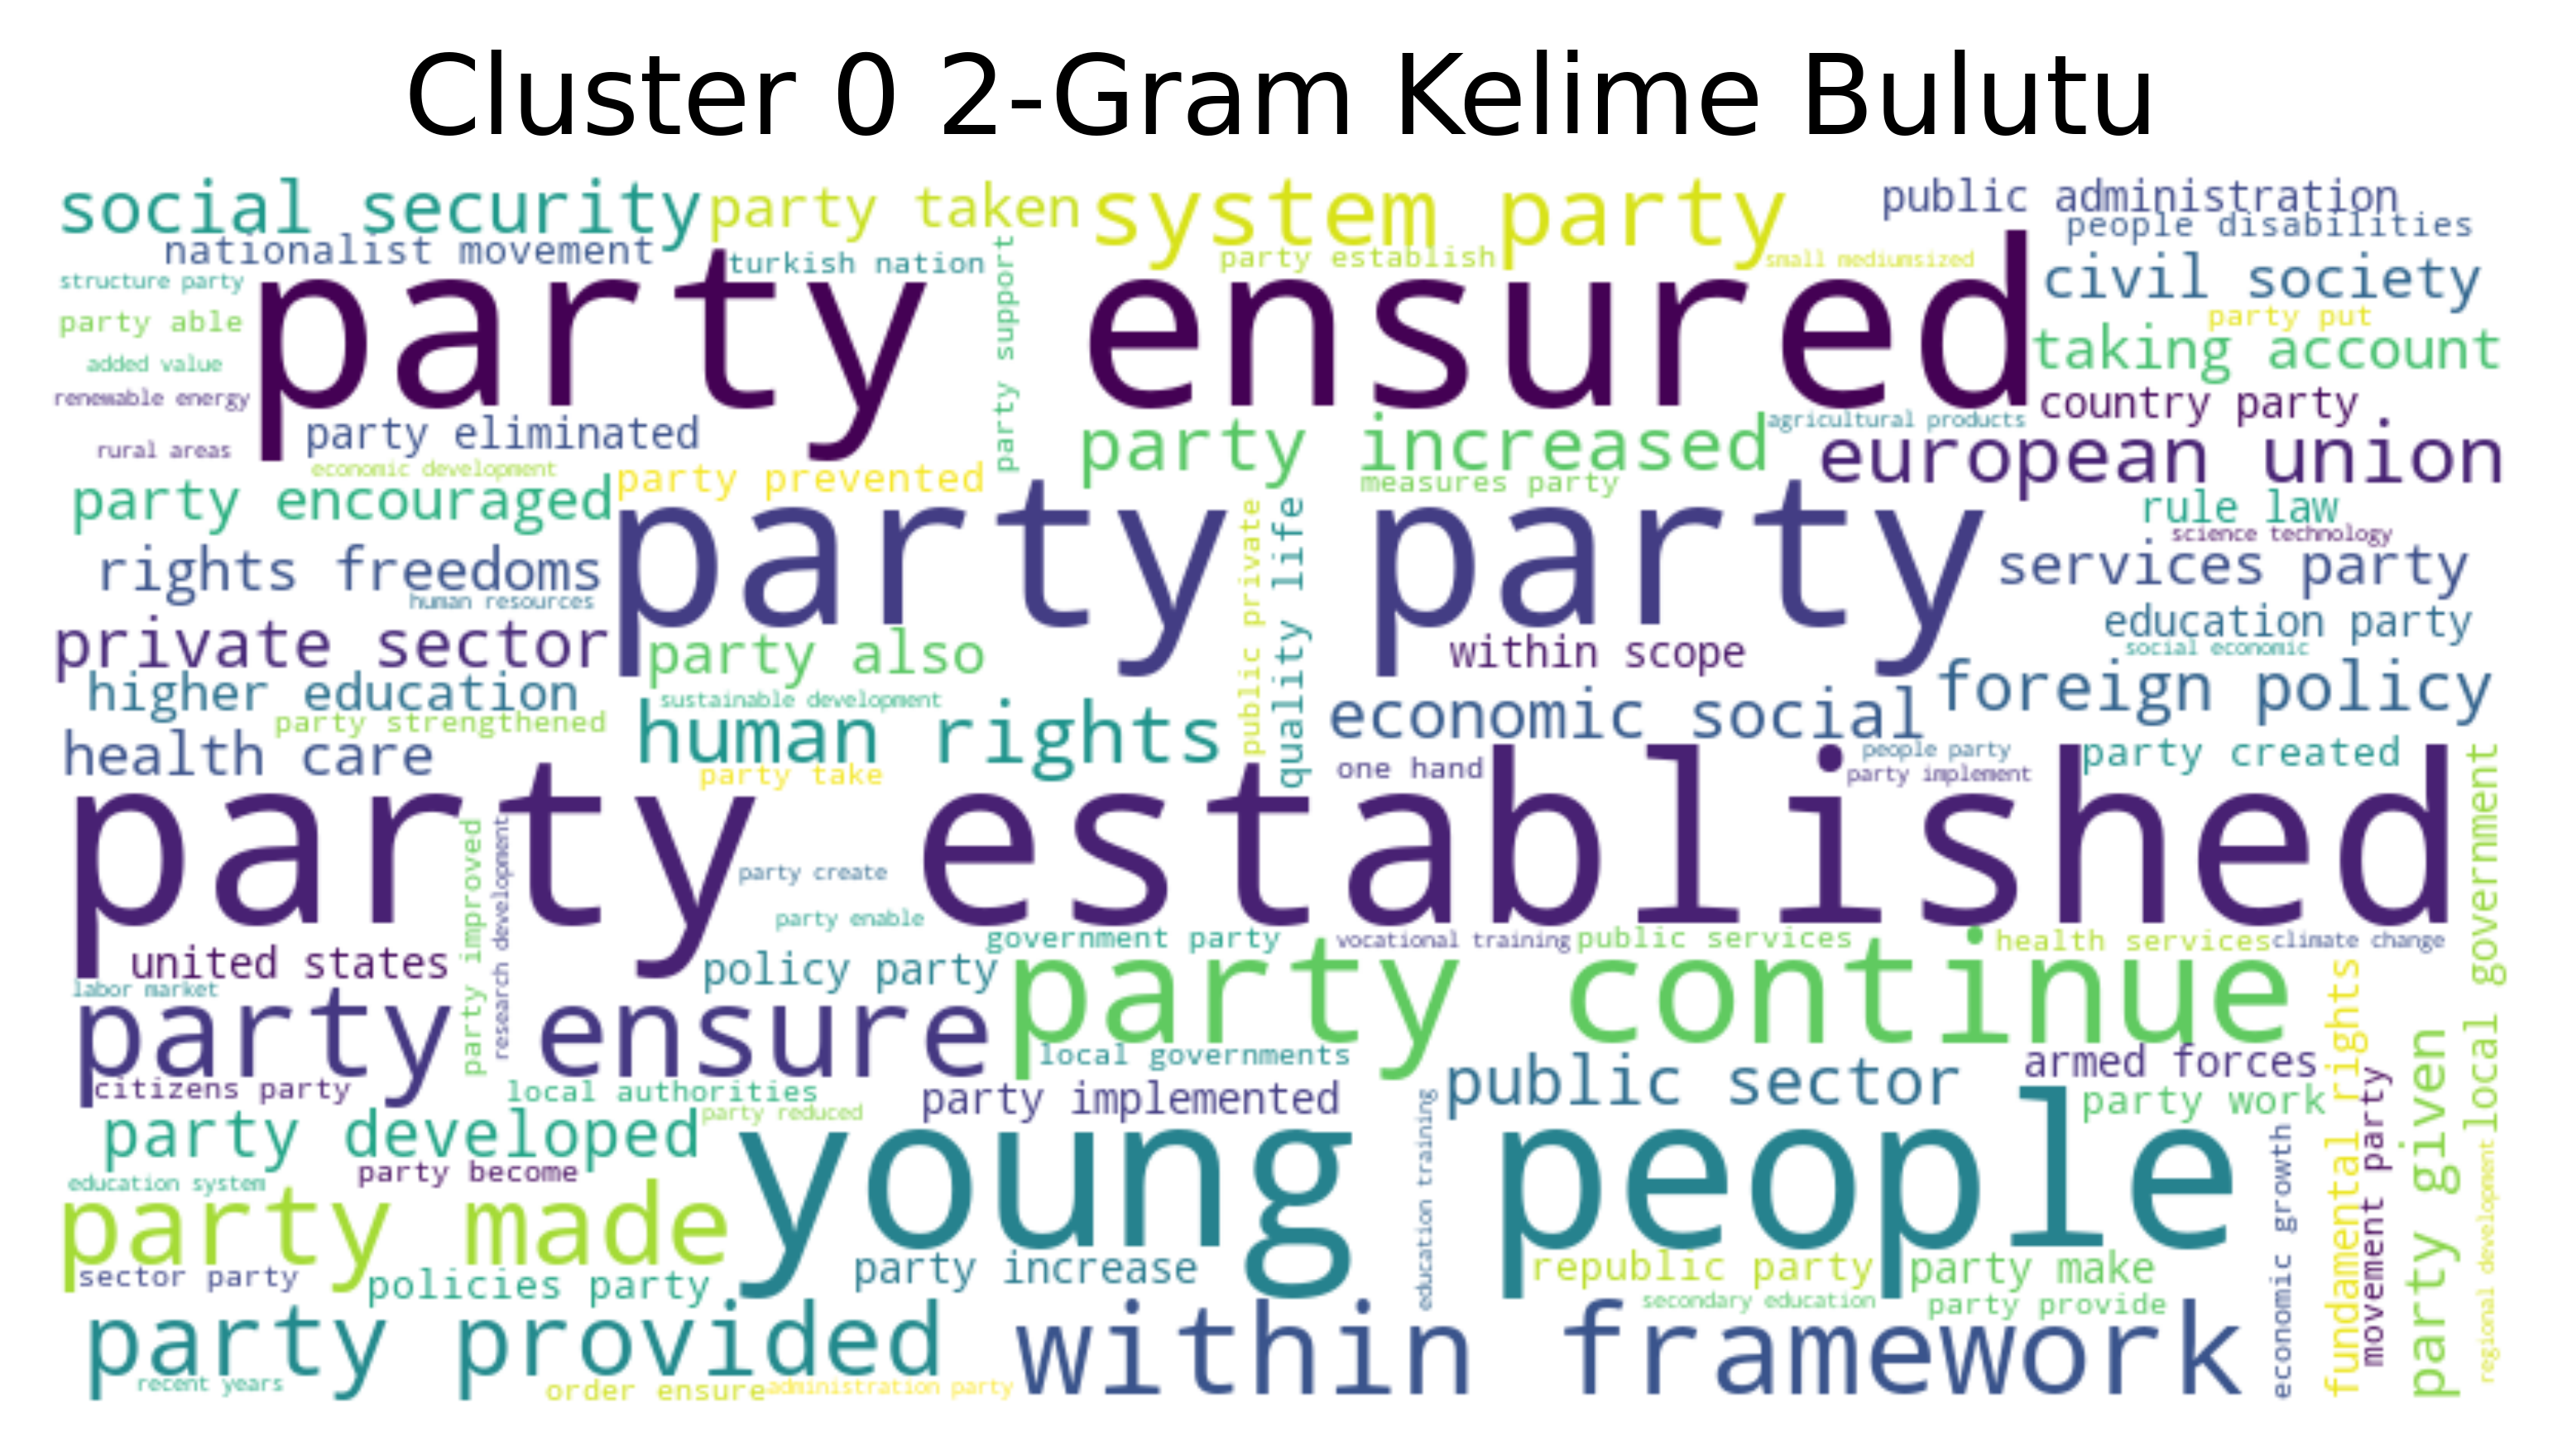 Cluster 0 2-Gram Kelime Bulutu
social security
party taken
system party
public administration
people disabilities
nationalist movement
turkish nation
party establish
small mediumsized
civil society
structure party
party ensured
party support
party able
party put
taking account
added value
renewable energy
country party
party eliminated
party increased
agricultural products
european union
rural areas
economic development
party prevented
measures party
party encouraged
party party
rule law
science technology
rights freedoms
public private
quality life
services party
human resources
private sector
party also
within scope
education party
social economic
higher education
sustainable development
foreign policy
party strengthened
human rights
economic social
health care
party take
one hand
people party
party implement
party created
party established
local government
party improved
research development
party create
party enable
united states
government party
vocational training
public services
health services
climate change
labor market
policy party
party continue
party ensure
local governments
armed forces
fundamental rights
citizens party
local authorities
party implemented
public sector
party work
party developed
party reduced
young people
education training
movement party
party given
party become
education system
party made
economic growth
regional development
sector party
policies party
party increase
republic party
party make
secondary education
party provide
party provided
within framework
recent years
order ensure
administration party